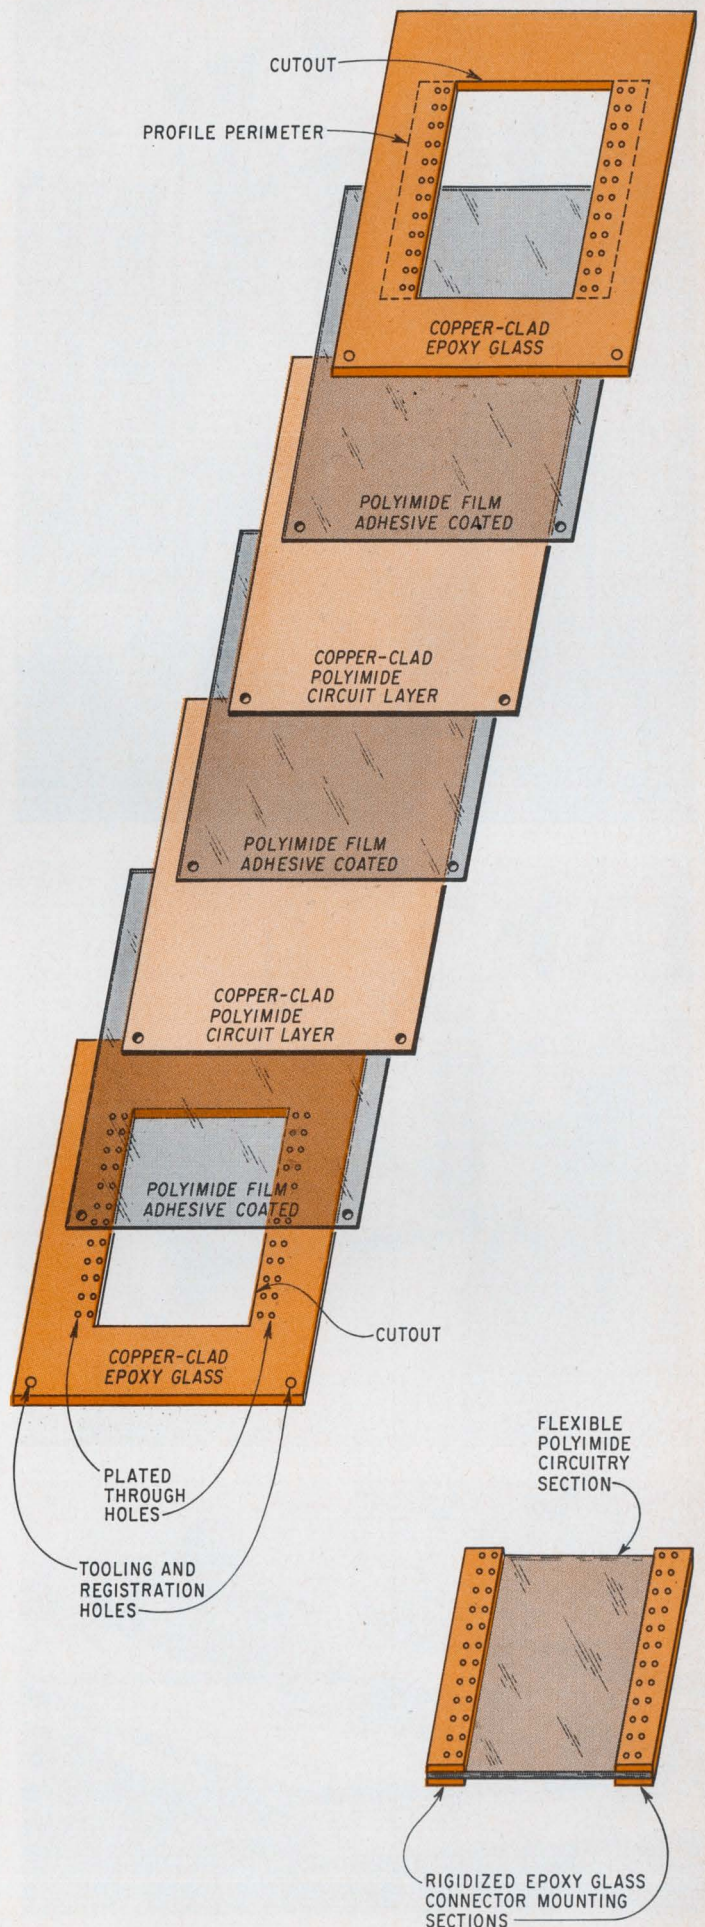 CUTOUT
PROFILE PERIMETER
COPPER-CLAD
EPOXY GLASS
POLYIMIDE FILM
ADHESIVE COATED
COPPER-CLAD
POLYIMIDE
CIRCUIT LAYER
POLYIMIDE FILM
ADHESIVE COATED
COPPER-CLAD
POLYIMIDE
CIRCUIT LAYER
POLYIMIDE FILM
ADHESIVE COATED
CUTOUT
COPPER-CLAD
EPOXY GLASS
PLATED
THROUGH
HOLES
TOOLING AND
REGISTRATION
HOLES
FLEXIBLE
POLYIMIDE
CIRCUITRY
SECTION
RIGIDIZED EPOXY GLASS
CONNECTOR MOUNTING
SECTIONS